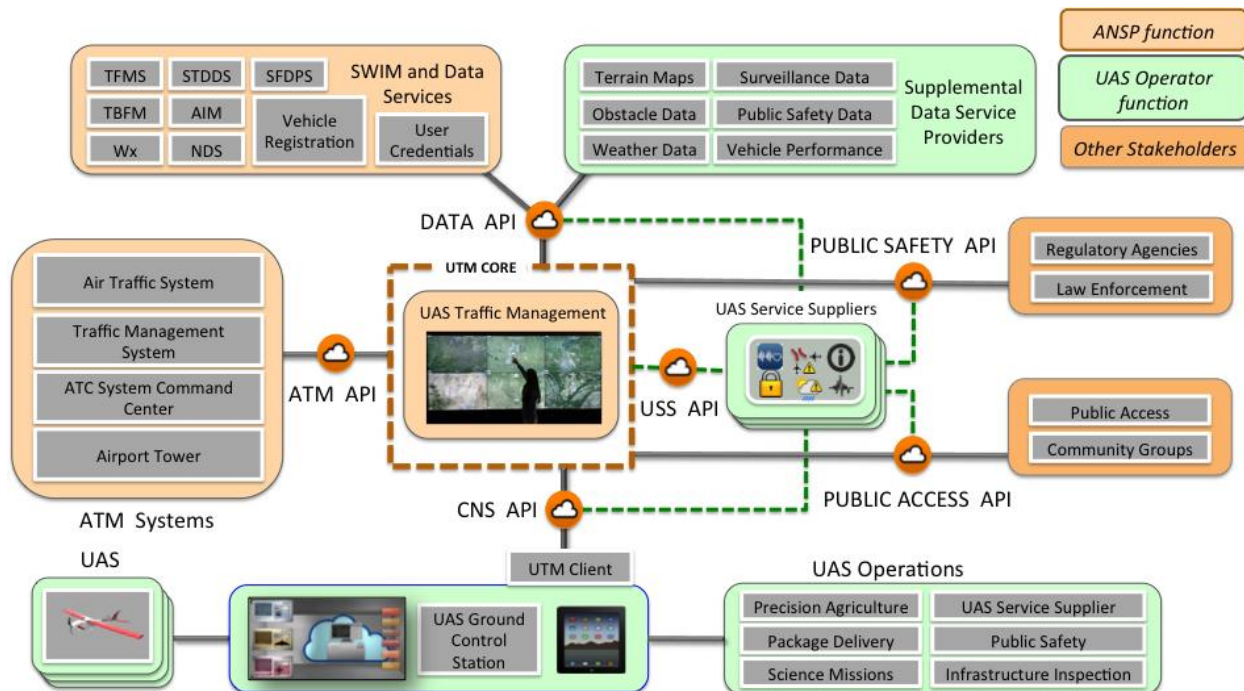 ANSP function
UAS Operator
function
Other Stakeholders
TFMS
STDDS
SFDPS
SWIM and Data
Services
TBFM
AIM
Vehicle
Registration
User
Credentials
Wx
NDS
Terrain Maps
Surveillance Data
Obstacle Data
Public Safety Data
Weather Data
Vehicle Performance
Supplemental
Data Service
Providers
DATA API
PUBLIC SAFETY API
Regulatory Agencies
Law Enforcement
UTM CORE
UAS Traffic Management
UAS Service Suppliers
Air Traffic System
Traffic Management
System
ATC System Command
Center
Airport Tower
ATM API
USS API
Public Access
Community Groups
PUBLIC ACCESS API
CNS API
ATM Systems
UAS
UTM Client
UAS Operations
UAS Ground
Control
Station
Precision Agriculture
UAS Service Supplier
Package Delivery
Public Safety
Science Missions
Infrastructure Inspection